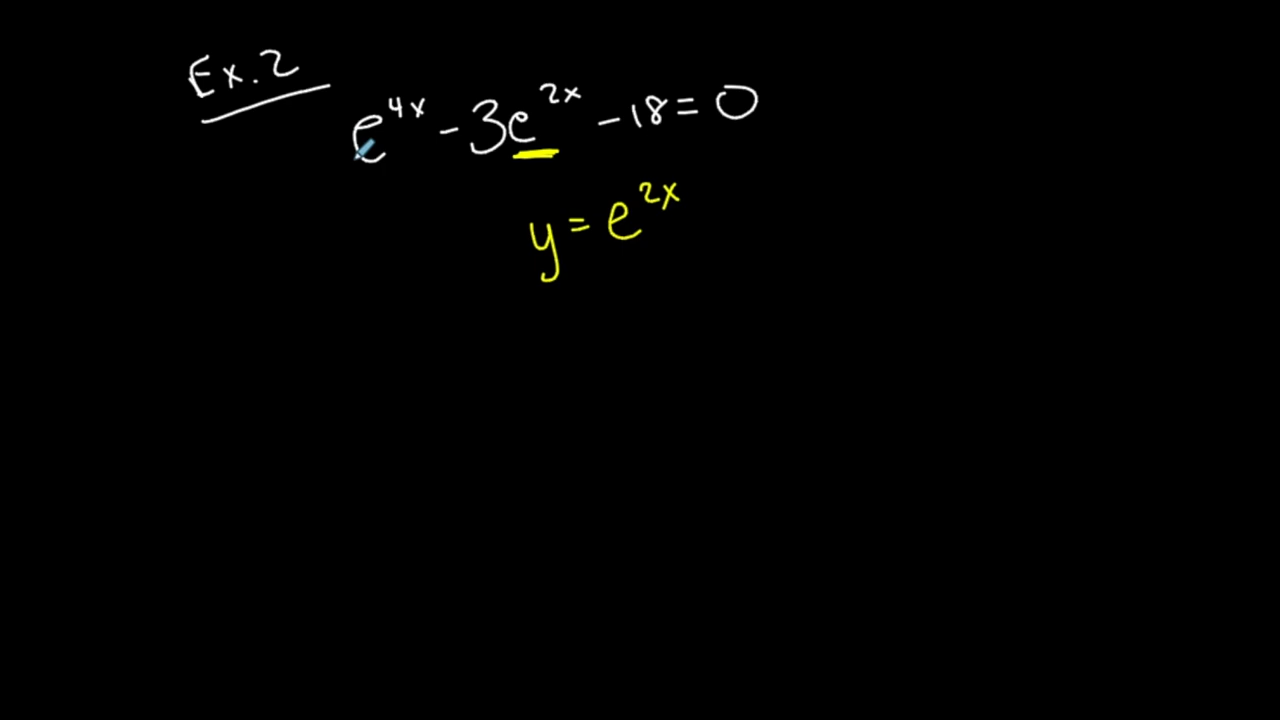 Ex. 2
e^{4x} - 3e^{2x} - 18 = 0
y = e^{2x}